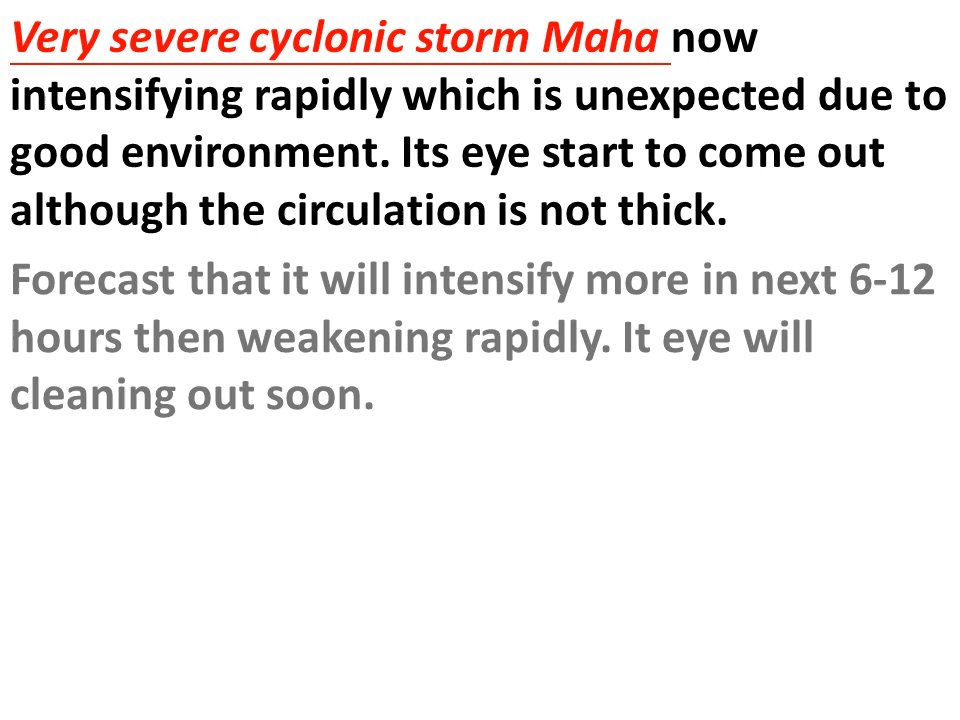 Very severe cyclonic storm Maha now
intensifying rapidly which is unexpected due to
good environment. Its eye start to come out
although the circulation is not thick.
Forecast that it will intensify more in next 6-12
hours then weakening rapidly. It eye will
cleaning out soon.